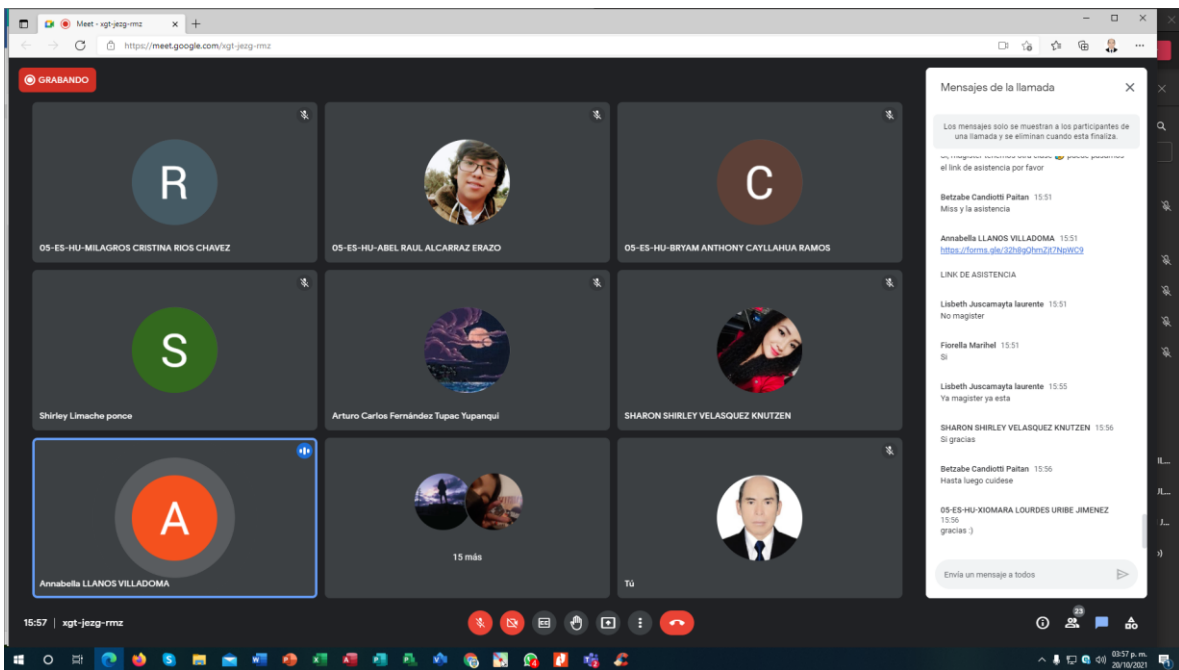 Meet - xgt-jezg-rmz
https://meet.google.com/xgt-jezg-rmz
GRABANDO
R
05-ES-HU-MILAGROS CRISTINA RIOS CHAVEZ
05-ES-HU-ABEL RAUL ALCARRAZ ERAZO
C
05-ES-HU-BRYAM ANTHONY CAYLLAHUA RAMOS
S
Shirley Limache ponce
Arturo Carlos Fernández Tupac Yupanqui
SHARON SHIRLEY VELASQUEZ KNUTZEN
A
Annabella LLANOS VILLADOMA
15 más
Tú
Mensajes de la llamada
Los mensajes solo se muestran a los participantes de
una llamada y se eliminan cuando esta finaliza.
el link de asistencia por favor
Betzabe Candiotti Paitan 15:51
Miss y la asistencia
Annabella LLANOS VILLADOMA 15:51
LINK DE ASISTENCIA
Lisbeth Juscamayta laurente 15:51
No magister
Fiorella Marihel 15:51
Si
Lisbeth Juscamayta laurente 15:55
Ya magister ya esta
SHARON SHIRLEY VELASQUEZ KNUTZEN 15:56
Si gracias
Betzabe Candiotti Paitan 15:56
Hasta luego cuidese
05-ES-HU-XIOMARA LOURDES URIBE JIMENEZ
15:56
gracias :)
Envía un mensaje a todos
15:57 | xgt-jezg-rmz
23
03:57 p. m.
20/10/2021